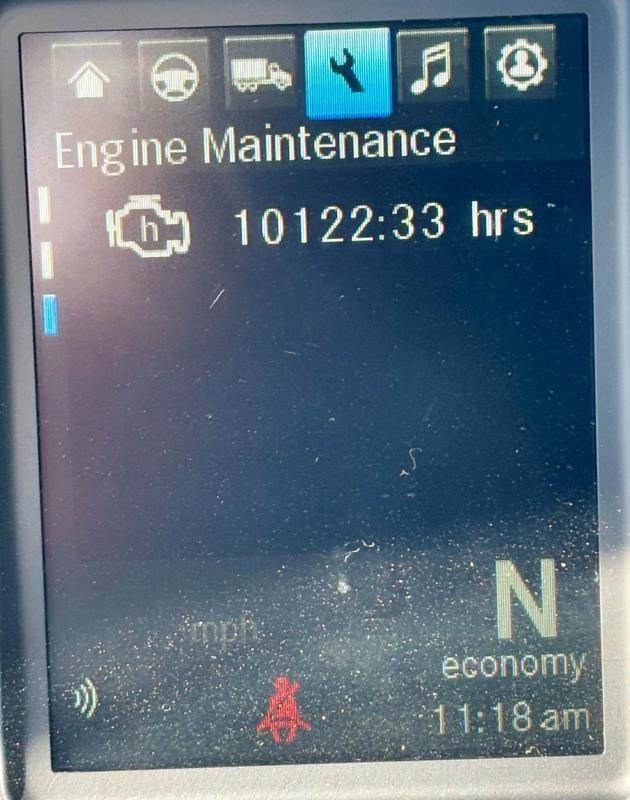 Engine Maintenance
h 10122:33 hrs
mph
N
economy
11:18 am